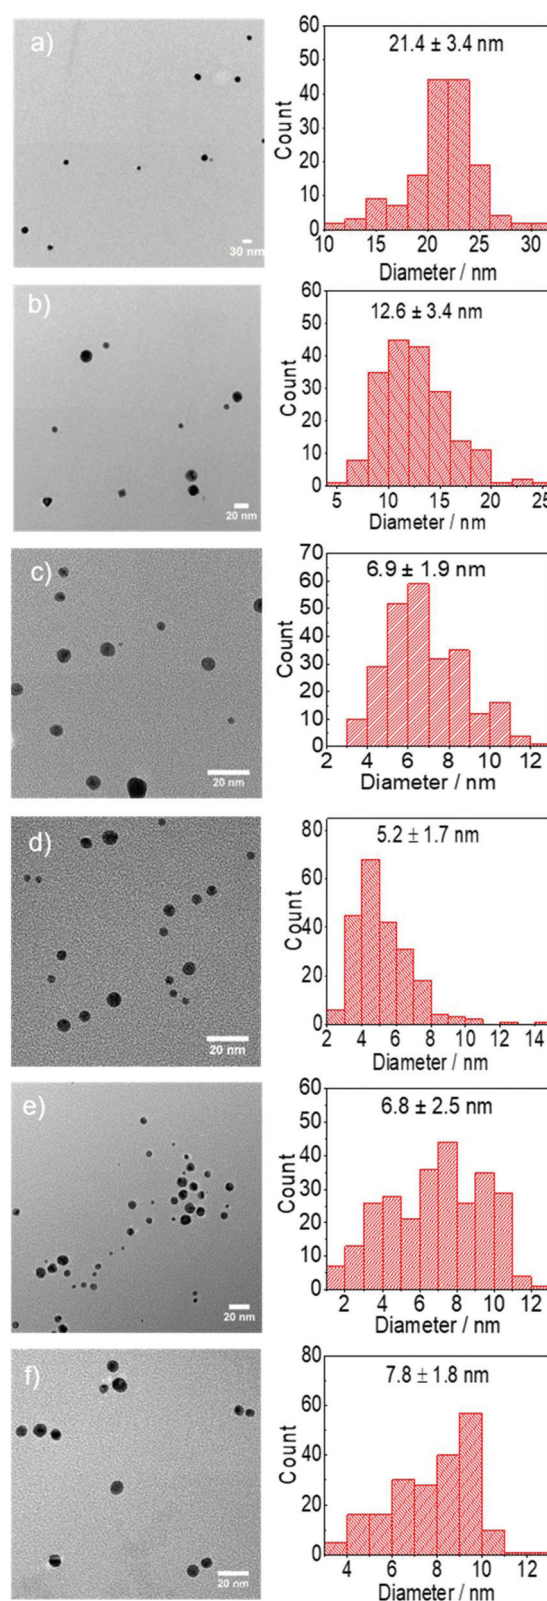 a)
30 nm
21.4 ± 3.4 nm
60
50
40
30
20
10
0
Count
10 15 20 25 30
Diameter / nm
b)
20 nm
12.6 ± 3.4 nm
60
50
40
30
20
10
0
Count
5 10 15 20 25
Diameter / nm
c)
20 nm
6.9 ± 1.9 nm
70
60
50
40
30
20
10
0
Count
2 4 6 8 10 12
Diameter / nm
d)
20 nm
5.2 ± 1.7 nm
80
60
40
20
0
Count
2 4 6 8 10 12 14
Diameter / nm
e)
20 nm
6.8 ± 2.5 nm
60
50
40
30
20
10
0
Count
2 4 6 8 10 12
Diameter / nm
f)
20 nm
7.8 ± 1.8 nm
80
60
40
20
0
Count
4 6 8 10 12
Diameter / nm